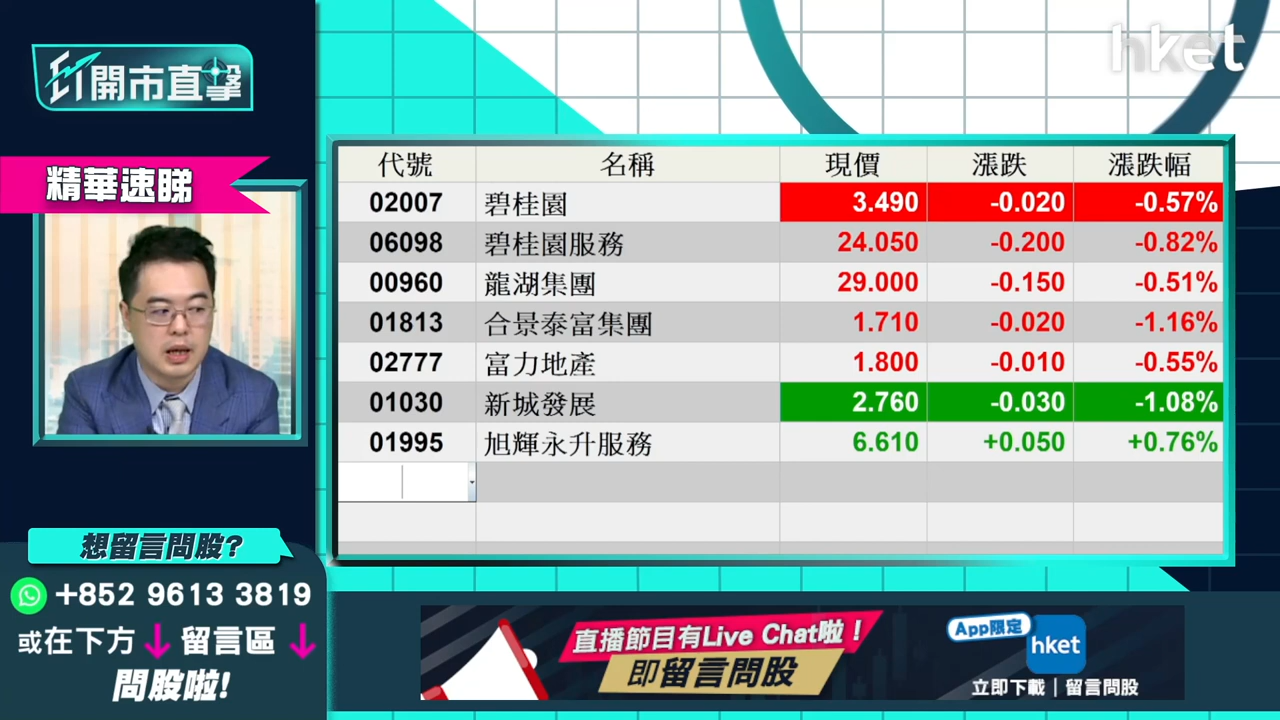 hket
ET開市直擊
精華速睇
代號 名稱 現價 漲跌 漲跌幅
02007 碧桂園 3.490 -0.020 -0.57%
06098 碧桂園服務 24.050 -0.200 -0.82%
00960 龍湖集團 29.000 -0.150 -0.51%
01813 合景泰富集團 1.710 -0.020 -1.16%
02777 富力地產 1.800 -0.010 -0.55%
01030 新城發展 2.760 -0.030 -1.08%
01995 旭輝永升服務 6.610 +0.050 +0.76%
想留言問股?
+852 9613 3819
或在下方↓留言區↓
問股啦!
直播節目有Live Chat啦!
即留言問股
App限定
hket
立即下載|留言問股